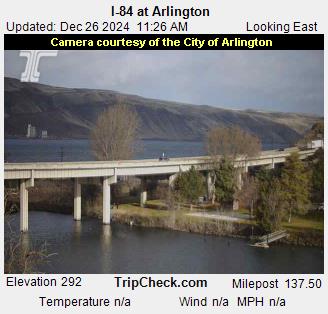 I-84 at Arlington
Updated: Dec 26 2024 11:26 AM Looking East
Camera courtesy of the City of Arlington
Elevation 292 TripCheck.com Milepost 137.50
Temperature n/a Wind n/a MPH n/a